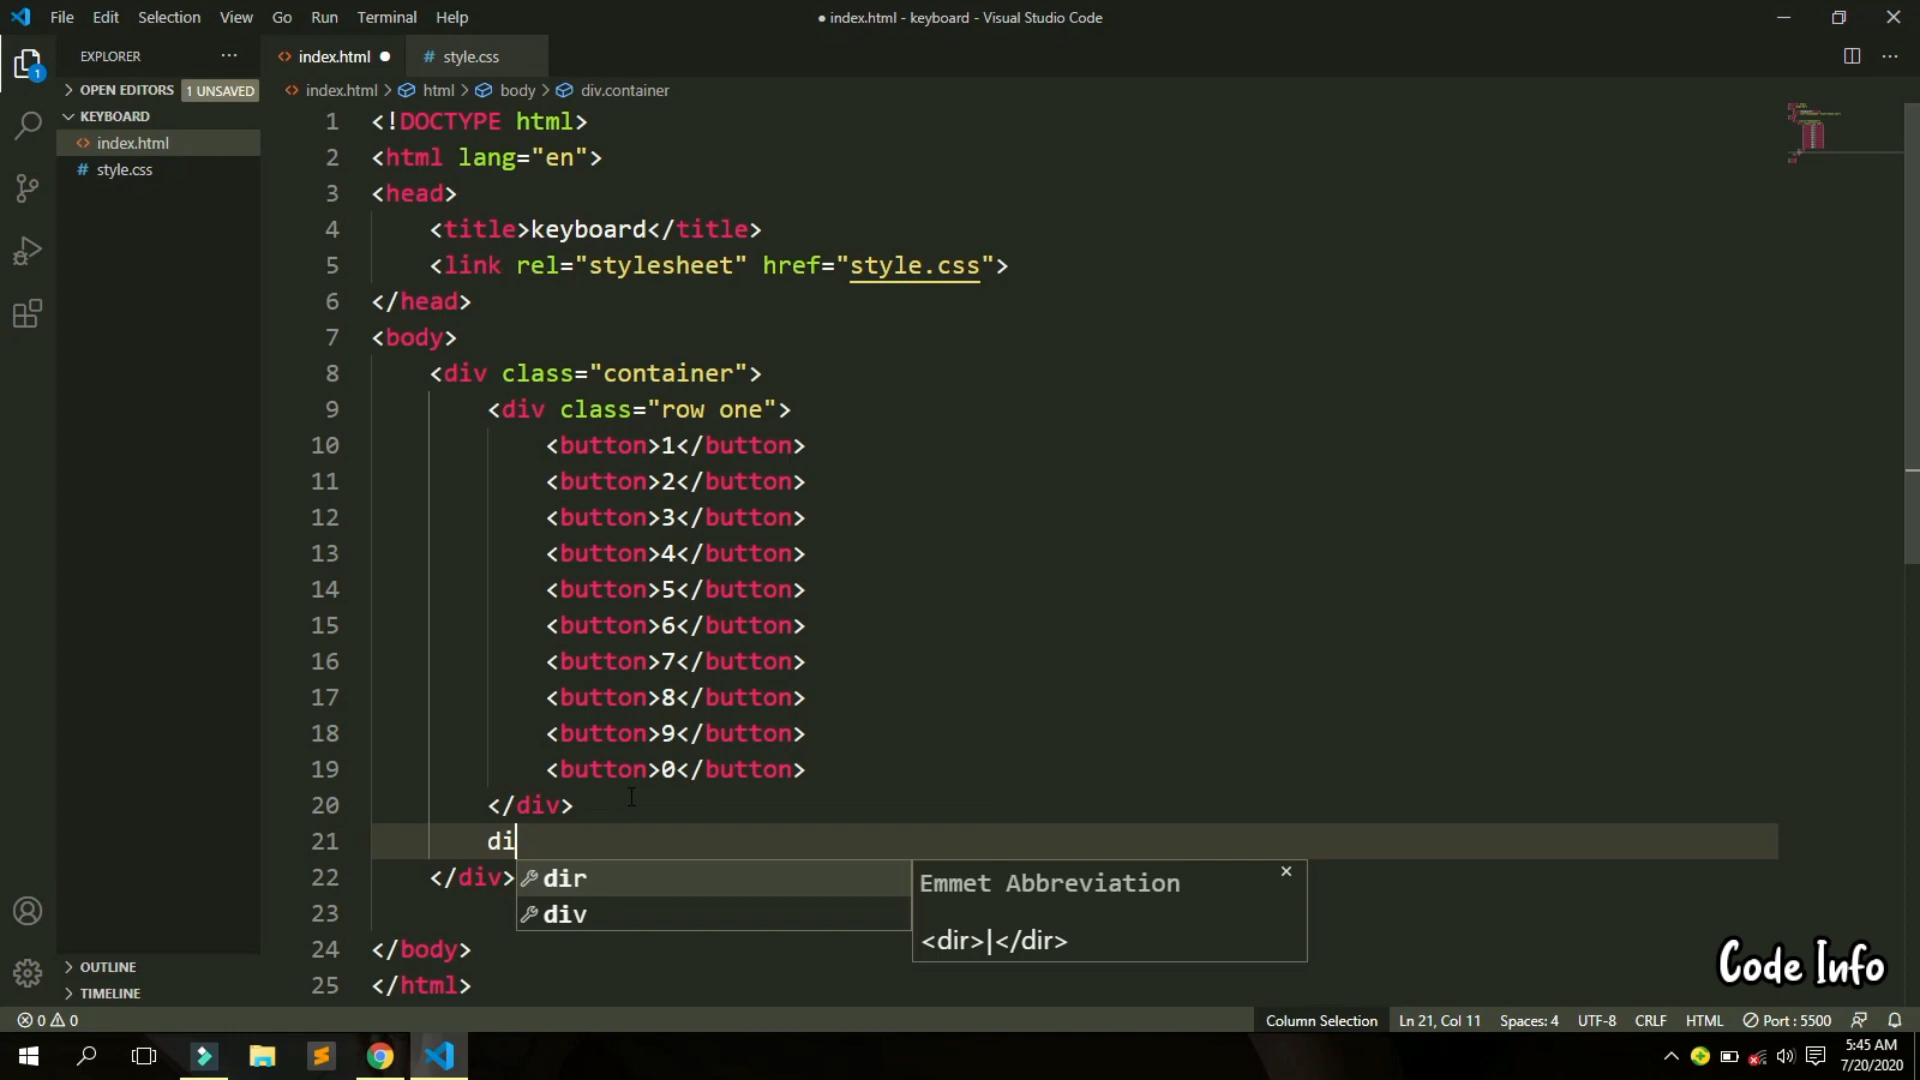 File Edit Selection View Go Run Terminal Help
● index.html - keyboard - Visual Studio Code
EXPLORER
index.html
# style.css
OPEN EDITORS 1 UNSAVED
index.html > html > body > div.container
KEYBOARD
index.html
# style.css
1 <!DOCTYPE html>
2 <html lang="en">
3 <head>
4 <title>keyboard</title>
5 <link rel="stylesheet" href="style.css">
6 </head>
7 <body>
8 <div class="container">
9 <div class="row one">
10 <button>1</button>
11 <button>2</button>
12 <button>3</button>
13 <button>4</button>
14 <button>5</button>
15 <button>6</button>
16 <button>7</button>
17 <button>8</button>
18 <button>9</button>
19 <button>0</button>
20 </div>
21 di
22 </div>
23
24 </body>
25 </html>
dir
div
Emmet Abbreviation
<dir>|</dir>
Code Info
1
OUTLINE
TIMELINE
0 0
Column Selection Ln 21, Col 11 Spaces: 4 UTF-8 CRLF HTML Port : 5500
5:45 AM
7/20/2020